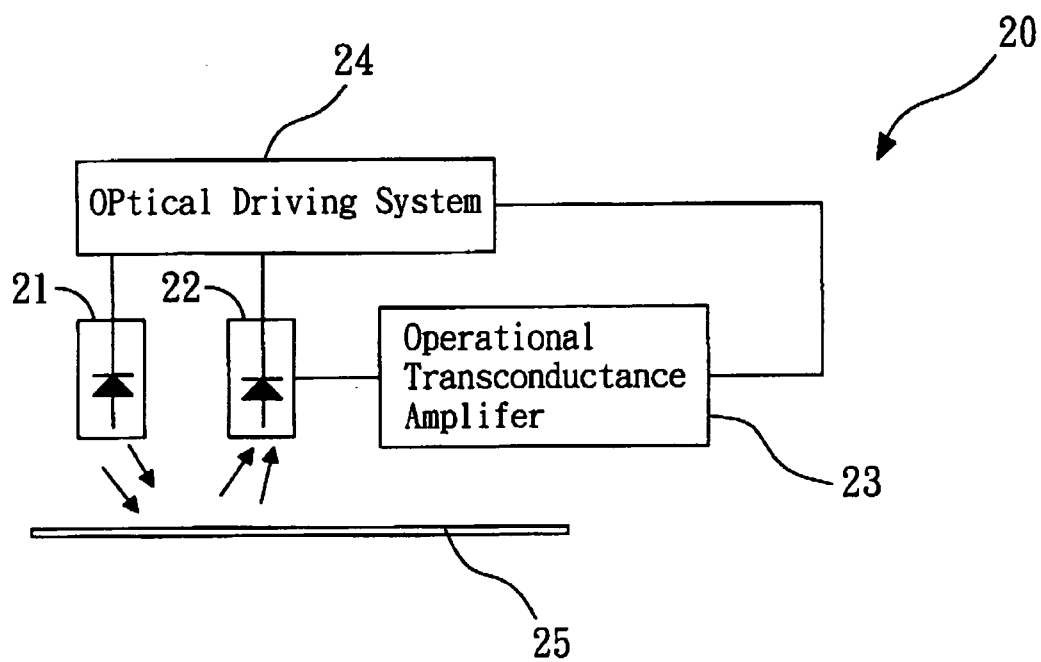 20
24
OPtical Driving System
21
22
Operational
Transconductance
Amplifer
23
25